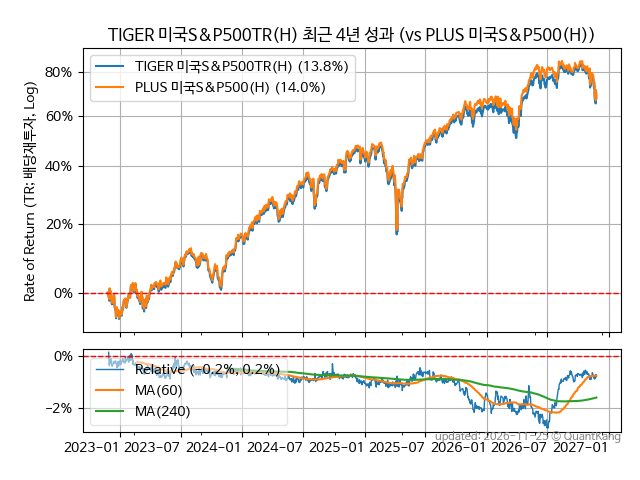 TIGER 미국S&P500TR(H) 최근 4년 성과 (vs PLUS 미국S&P500(H))
Rate of Return (TR: 배당재투자, Log)
80%
60%
40%
20%
0%
TIGER 미국S&P500TR(H) (13.8%)
PLUS 미국S&P500(H) (14.0%)
0%
−2%
Relative (−0.2%, 0.2%)
MA(60)
MA(240)
2023−01 2023−07 2024−01 2024−07 2025−01 2025−07 2026−01 2026−07 2027−01
updated: 2026−11−25 © QuantKang